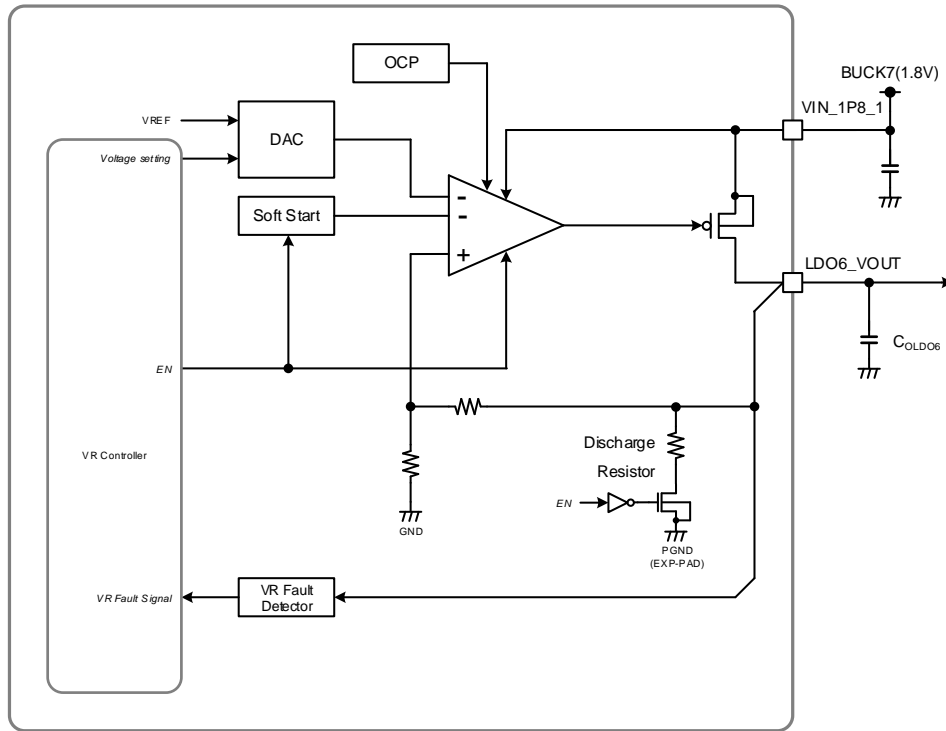 OCP
BUCK7(1.8V)
VIN_1P8_1
VREF
DAC
Voltage setting
Soft Start
-
-
+
LDO6_VOUT
COLDO6
EN
VR Controller
Discharge
Resistor
EN
GND
PGND
(EXP-PAD)
VR Fault Signal
VR Fault
Detector